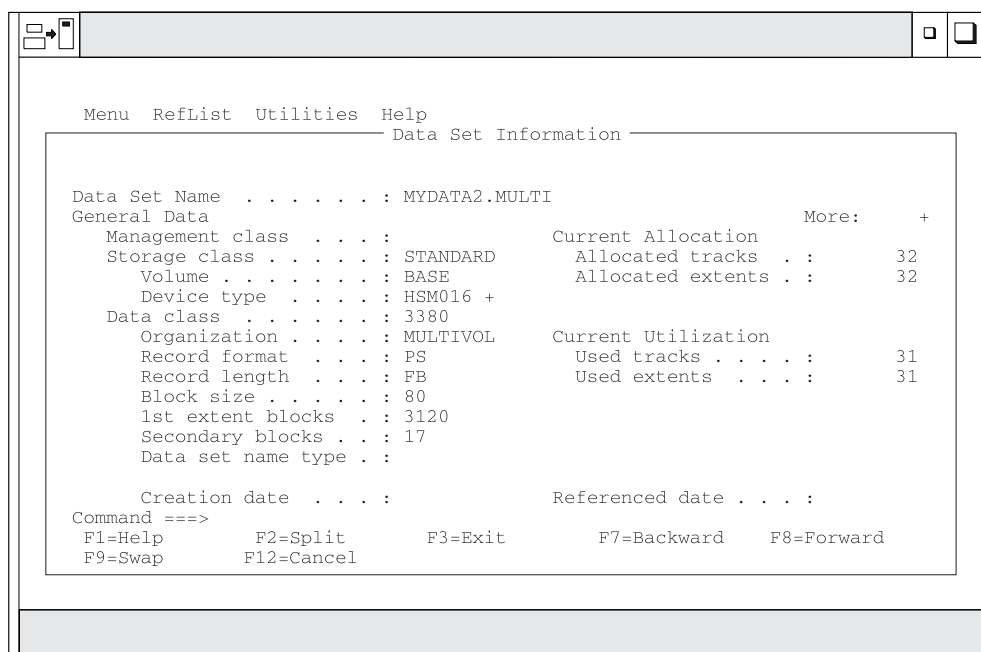 Menu  RefList  Utilities  Help
Data Set Information
Data Set Name  . . . . . . : MYDATA2.MULTI
General Data                                                    More:     +
   Management class  . . . :              Current Allocation
   Storage class . . . . . : STANDARD       Allocated tracks  . :       32
      Volume . . . . . . . : BASE           Allocated extents . :       32
      Device type  . . . . : HSM016 +
   Data class  . . . . . . : 3380
      Organization . . . . : MULTIVOL     Current Utilization
      Record format  . . . : PS             Used tracks . . . . :       31
      Record length  . . . : FB             Used extents  . . . :       31
      Block size . . . . . : 80
      1st extent blocks  . : 3120
      Secondary blocks . . : 17
      Data set name type . :
      Creation date  . . . :              Referenced date . . . :
Command ===>
F1=Help        F2=Split       F3=Exit        F7=Backward    F8=Forward
F9=Swap       F12=Cancel